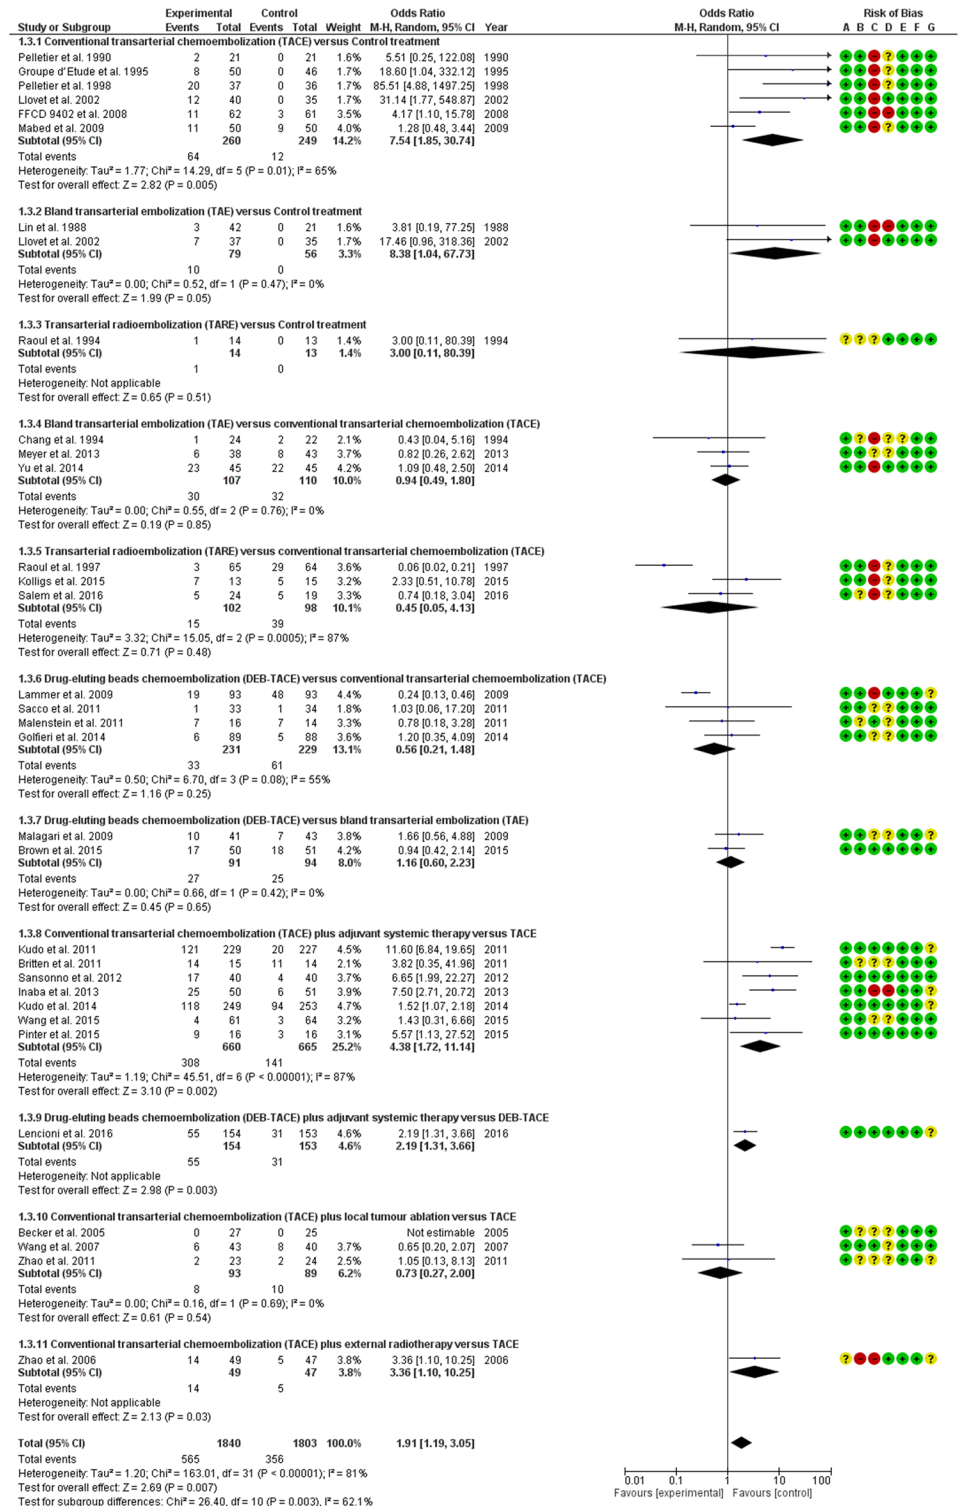 Experimental Control Odds Ratio Odds Ratio Risk of Bias
Study or Subgroup Events Total Events Total Weight M-H, Random, 95% CI Year M-H, Random, 95% CI A B C D E F G
1.3.1 Conventional transarterial chemoembolization (TACE) versus Control treatment
Pelletier et al. 1990 2 21 0 21 1.6% 5.51 [0.25, 122.08] 1990 + + - ? + + +
Groupe d'Etude et al. 1995 8 50 0 46 1.7% 18.60 [1.04, 332.12] 1995 + + - + + + +
Pelletier et al. 1998 20 37 0 36 1.7% 85.51 [4.88, 1497.25] 1998 + + - ? + + +
Llovet et al. 2002 12 40 0 35 1.7% 31.14 [1.77, 548.87] 2002 + + - + + + +
FFCD 9402 et al. 2008 11 62 3 61 3.5% 4.17 [1.10, 15.78] 2008 + + - - + + +
Mabed et al. 2009 11 50 9 50 4.0% 1.28 [0.48, 3.44] 2009 + + - ? + + +
Subtotal (95% CI) 260 249 14.2% 7.54 [1.85, 30.74]
Total events 64 12
Heterogeneity: Tau² = 1.77; Chi² = 14.29, df = 5 (P = 0.01); I² = 65%
Test for overall effect: Z = 2.82 (P = 0.005)
1.3.2 Bland transarterial embolization (TAE) versus Control treatment
Lin et al. 1988 3 42 0 21 1.6% 3.81 [0.19, 77.25] 1988 + + - - + + +
Llovet et al. 2002 7 37 0 35 1.7% 17.46 [0.96, 318.36] 2002 + + - + + + +
Subtotal (95% CI) 79 56 3.3% 8.38 [1.04, 67.73]
Total events 10 0
Heterogeneity: Tau² = 0.00; Chi² = 0.52, df = 1 (P = 0.47); I² = 0%
Test for overall effect: Z = 1.99 (P = 0.05)
1.3.3 Transarterial radioembolization (TARE) versus Control treatment
Raoul et al. 1994 1 14 0 13 1.4% 3.00 [0.11, 80.39] 1994 ? ? ? + + + +
Subtotal (95% CI) 14 13 1.4% 3.00 [0.11, 80.39]
Total events 1 0
Heterogeneity: Not applicable
Test for overall effect: Z = 0.65 (P = 0.51)
1.3.4 Bland transarterial embolization (TAE) versus conventional transarterial chemoembolization (TACE)
Chang et al. 1994 1 24 2 22 2.1% 0.43 [0.04, 5.16] 1994 + ? - ? ? + +
Meyer et al. 2013 6 38 8 43 3.7% 0.82 [0.26, 2.62] 2013 + + ? ? + + +
Yu et al. 2014 23 45 22 45 4.2% 1.09 [0.48, 2.50] 2014 + + - + + + +
Subtotal (95% CI) 107 110 10.0% 0.94 [0.49, 1.80]
Total events 30 32
Heterogeneity: Tau² = 0.00; Chi² = 0.55, df = 2 (P = 0.76); I² = 0%
Test for overall effect: Z = 0.19 (P = 0.85)
1.3.5 Transarterial radioembolization (TARE) versus conventional transarterial chemoembolization (TACE)
Raoul et al. 1997 3 65 29 64 3.6% 0.06 [0.02, 0.21] 1997 + + - ? + + +
Kolligs et al. 2015 7 13 5 15 3.2% 2.33 [0.51, 10.78] 2015 + + - ? + + +
Salem et al. 2016 5 24 5 19 3.4% 0.74 [0.18, 3.04] 2016 + ? - ? + + +
Subtotal (95% CI) 102 98 10.1% 0.45 [0.05, 4.13]
Total events 15 39
Heterogeneity: Tau² = 3.32; Chi² = 15.05, df = 2 (P = 0.0005); I² = 87%
Test for overall effect: Z = 0.71 (P = 0.48)
1.3.6 Drug-eluting beads chemoembolization (DEB-TACE) versus conventional transarterial chemoembolization (TACE)
Lammer et al. 2009 19 93 48 93 4.4% 0.24 [0.13, 0.46] 2009 + + - + + + ?
Sacco et al. 2011 1 33 1 34 1.8% 1.03 [0.06, 17.20] 2011 + + ? ? + + +
Malenstein et al. 2011 7 16 7 14 3.3% 0.78 [0.18, 3.28] 2011 + ? + ? + + +
Golfieri et al. 2014 6 89 5 88 3.6% 1.20 [0.35, 4.09] 2014 + + ? ? + + +
Subtotal (95% CI) 231 229 13.1% 0.56 [0.21, 1.48]
Total events 33 61
Heterogeneity: Tau² = 0.50; Chi² = 6.70, df = 3 (P = 0.08); I² = 55%
Test for overall effect: Z = 1.16 (P = 0.25)
1.3.7 Drug-eluting beads chemoembolization (DEB-TACE) versus bland transarterial embolization (TAE)
Malagari et al. 2009 10 41 7 43 3.8% 1.66 [0.56, 4.88] 2009 + + ? ? + + ?
Brown et al. 2015 17 50 18 51 4.2% 0.94 [0.42, 2.14] 2015 + + + + + + +
Subtotal (95% CI) 91 94 8.0% 1.16 [0.60, 2.23]
Total events 27 25
Heterogeneity: Tau² = 0.00; Chi² = 0.66, df = 1 (P = 0.42); I² = 0%
Test for overall effect: Z = 0.45 (P = 0.65)
1.3.8 Conventional transarterial chemoembolization (TACE) plus adjuvant systemic therapy versus TACE
Kudo et al. 2011 121 229 20 227 4.5% 11.60 [6.84, 19.65] 2011 + + + + + + ?
Britten et al. 2011 14 15 11 14 2.3% 3.82 [0.35, 41.96] 2011 + ? ? ? + + +
Sansonno et al. 2012 17 40 4 40 3.7% 6.65 [1.99, 22.27] 2012 + + + + + + +
Inaba et al. 2013 25 50 6 51 3.9% 7.50 [2.71, 20.72] 2013 + + - - + + ?
Kudo et al. 2014 118 249 94 253 4.7% 1.52 [1.07, 2.18] 2014 + + + + + + ?
Wang et al. 2015 4 61 3 64 3.2% 1.43 [0.31, 6.66] 2015 + + ? ? + + +
Pinter et al. 2015 9 16 3 16 3.1% 5.57 [1.13, 27.52] 2015 + + + + + + +
Subtotal (95% CI) 660 665 25.2% 4.38 [1.72, 11.14]
Total events 308 141
Heterogeneity: Tau² = 1.19; Chi² = 45.51, df = 6 (P < 0.00001); I² = 87%
Test for overall effect: Z = 3.10 (P = 0.002)
1.3.9 Drug-eluting beads chemoembolization (DEB-TACE) plus adjuvant systemic therapy versus DEB-TACE
Lencioni et al. 2016 55 154 31 153 4.6% 2.19 [1.31, 3.66] 2016 + + + + + + ?
Subtotal (95% CI) 154 153 4.6% 2.19 [1.31, 3.66]
Total events 55 31
Heterogeneity: Not applicable
Test for overall effect: Z = 2.98 (P = 0.003)
1.3.10 Conventional transarterial chemoembolization (TACE) plus local tumour ablation versus TACE
Becker et al. 2005 0 27 0 25 Not estimable 2005 + ? ? ? + + +
Wang et al. 2007 6 43 8 40 3.7% 0.65 [0.20, 2.07] 2007 + + + ? + + +
Zhao et al. 2011 2 23 2 24 2.5% 1.05 [0.13, 8.13] 2011 + ? ? ? + + ?
Subtotal (95% CI) 93 89 6.2% 0.73 [0.27, 2.00]
Total events 8 10
Heterogeneity: Tau² = 0.00; Chi² = 0.16, df = 1 (P = 0.69); I² = 0%
Test for overall effect: Z = 0.61 (P = 0.54)
1.3.11 Conventional transarterial chemoembolization (TACE) plus external radiotherapy versus TACE
Zhao et al. 2006 14 49 5 47 3.8% 3.36 [1.10, 10.25] 2006 ? - - + + + ?
Subtotal (95% CI) 49 47 3.8% 3.36 [1.10, 10.25]
Total events 14 5
Heterogeneity: Not applicable
Test for overall effect: Z = 2.13 (P = 0.03)
Total (95% CI) 1840 1803 100.0% 1.91 [1.19, 3.05]
Total events 565 356
Heterogeneity: Tau² = 1.20; Chi² = 163.01, df = 31 (P < 0.00001); I² = 81%
Test for overall effect: Z = 2.69 (P = 0.007)
Test for subgroup differences: Chi² = 26.40, df = 10 (P = 0.003), I² = 62.1%
0.01 0.1 1 10 100
Favours [experimental] Favours [control]